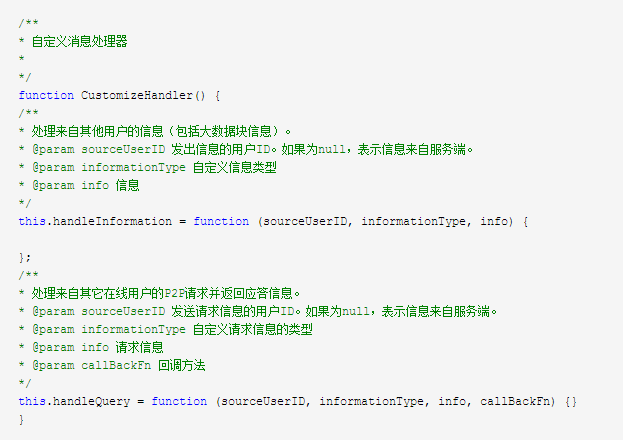 /**
* 自定义消息处理器
*
*/
function CustomizeHandler() {
/**
* 处理来自其他用户的信息（包括大数据块信息）。
* @param sourceUserID 发出信息的用户ID。如果为null，表示信息来自服务端。
* @param informationType 自定义信息类型
* @param info 信息
*/
this.handleInformation = function (sourceUserID, informationType, info) {
};
/**
* 处理来自其它在线用户的P2P请求并返回应答信息。
* @param sourceUserID 发送请求信息的用户ID。如果为null，表示信息来自服务端。
* @param informationType 自定义请求信息的类型
* @param info 请求信息
* @param callBackFn 回调方法
*/
this.handleQuery = function (sourceUserID, informationType, info, callBackFn) {}
}